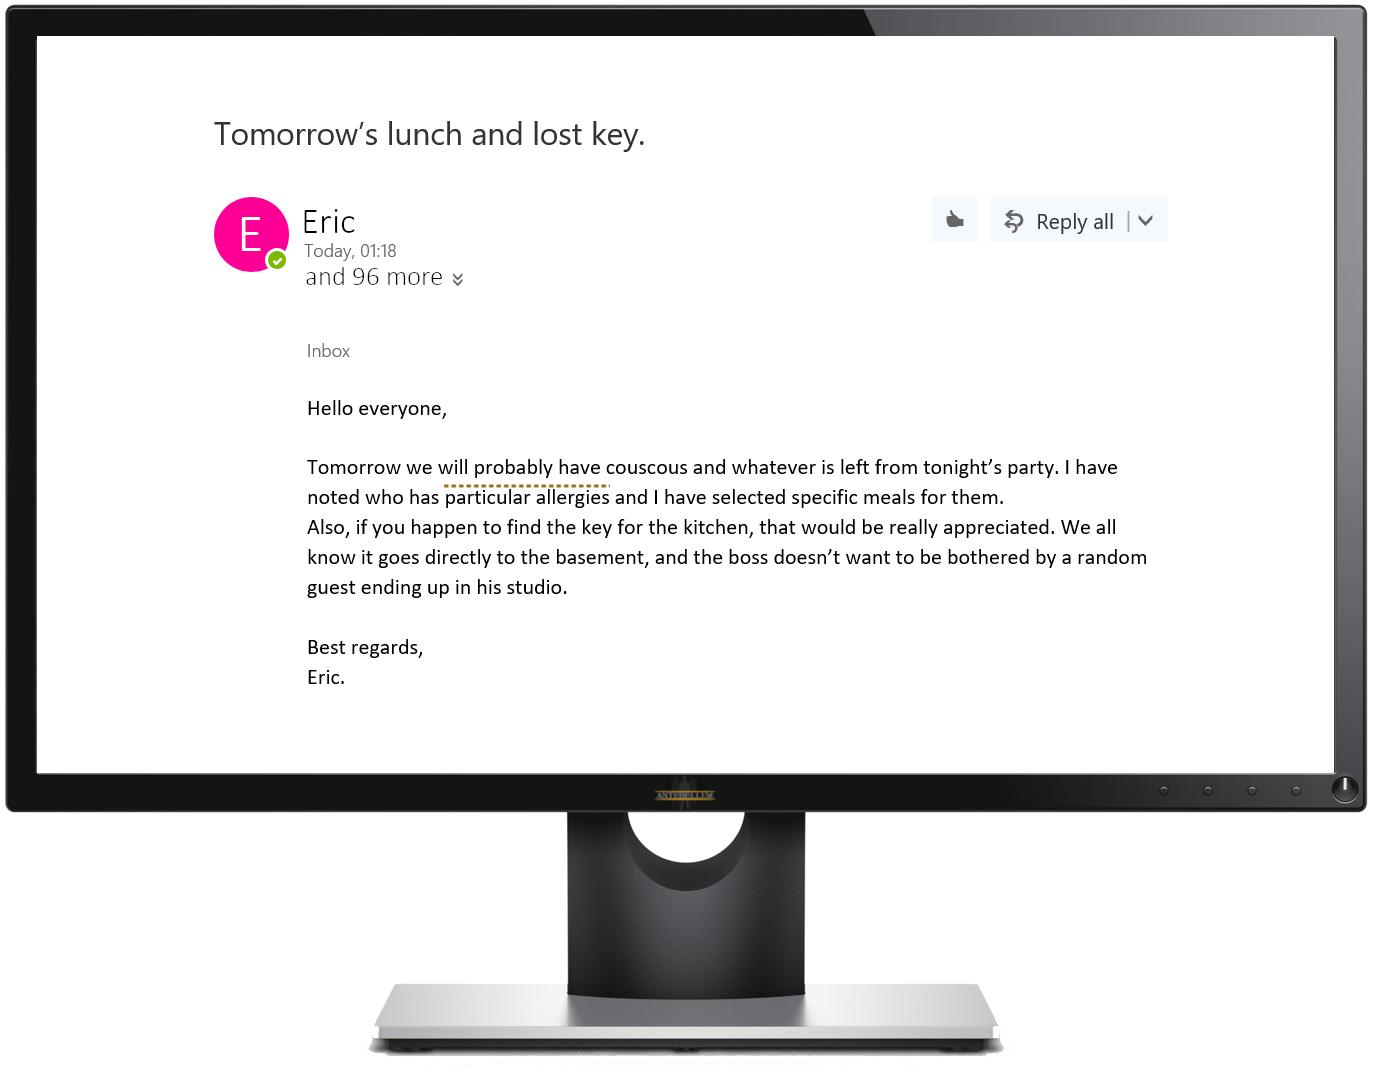 Tomorrow’s lunch and lost key.
E
Eric
Today, 01:18
and 96 more
Reply all
Inbox
Hello everyone,
Tomorrow we will probably have couscous and whatever is left from tonight’s party. I have
noted who has particular allergies and I have selected specific meals for them.
Also, if you happen to find the key for the kitchen, that would be really appreciated. We all
know it goes directly to the basement, and the boss doesn’t want to be bothered by a random
guest ending up in his studio.
Best regards,
Eric.
ANTEBELLUM